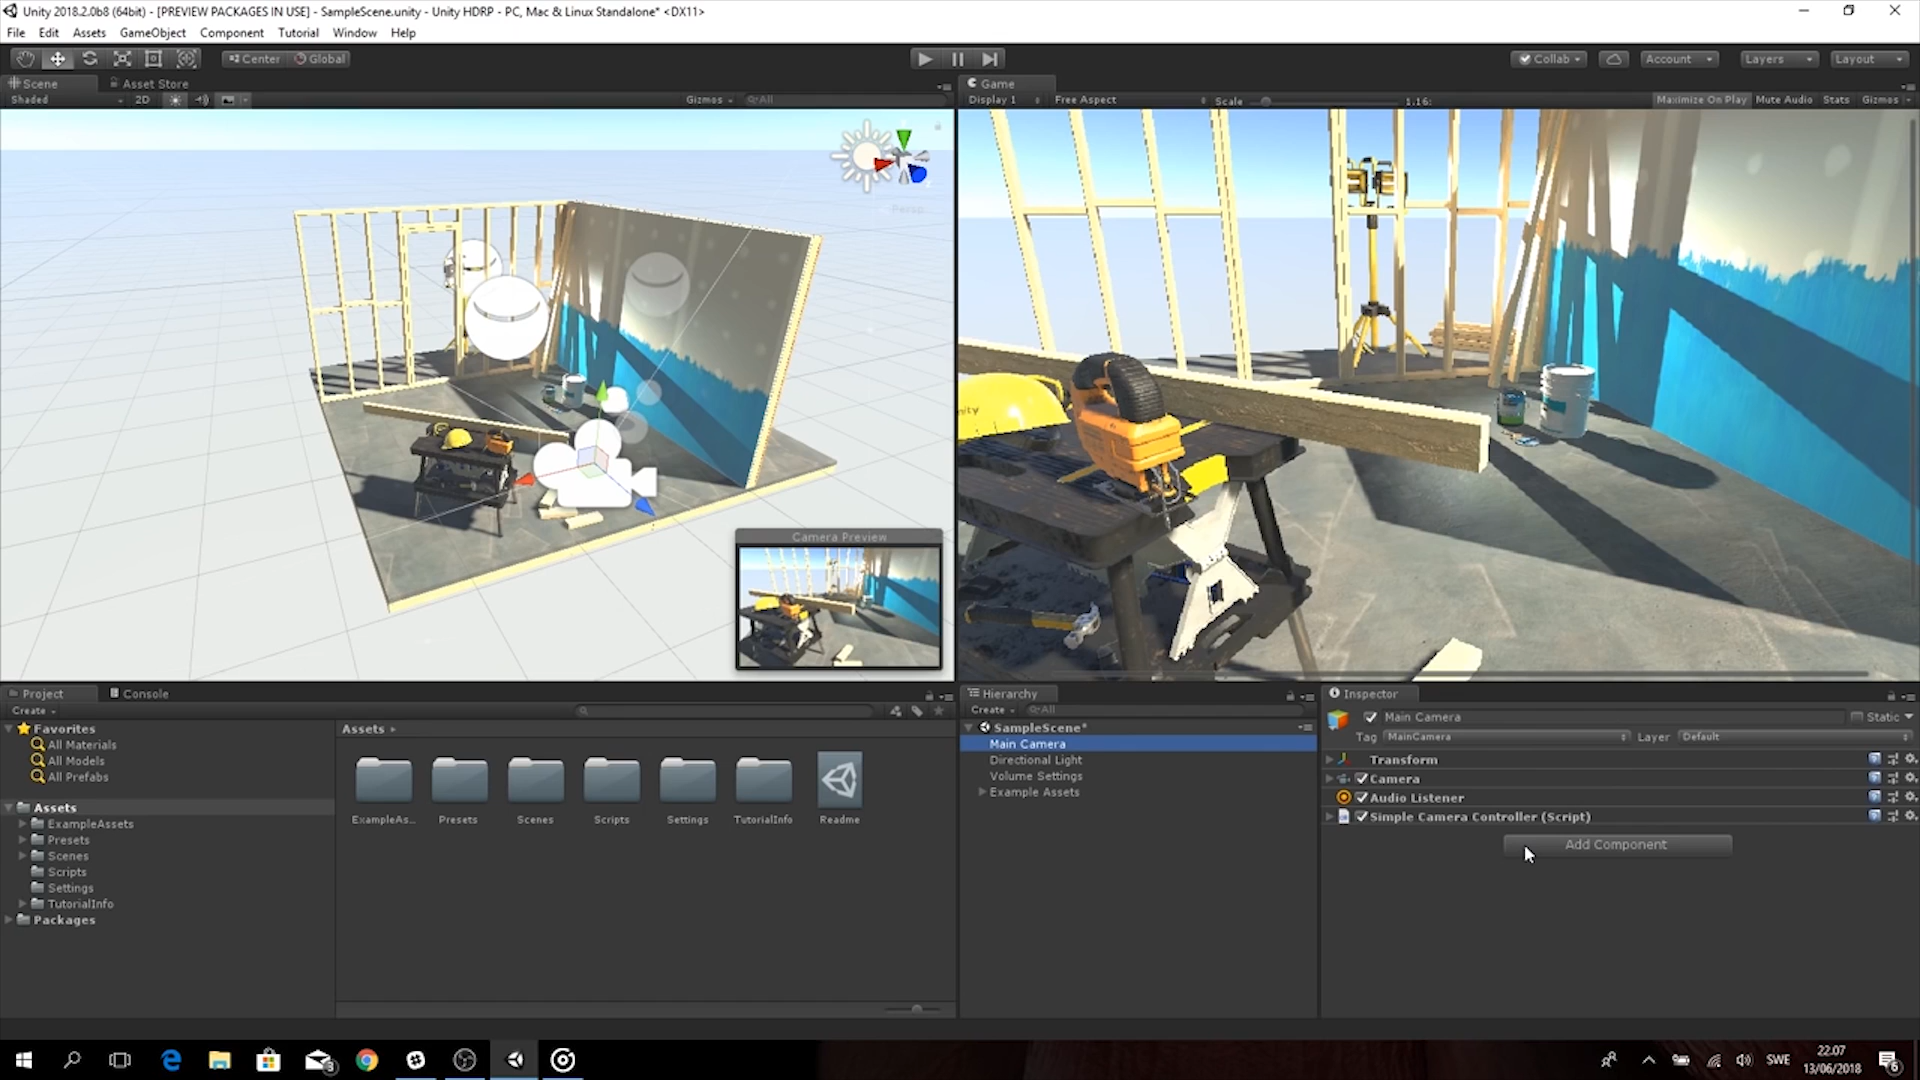 Unity 2018.2.0b8 (64bit) - [PREVIEW PACKAGES IN USE] - SampleScene.unity - Unity HDRP - PC, Mac & Linux Standalone* <DX11>
File Edit Assets GameObject Component Tutorial Window Help
Center Global Collab Account Layers Layout
Scene Asset Store Game
Shaded 2D Gizmos All Display 1 Free Aspect Scale 1.16: Maximize On Play Mute Audio Stats Gizmos
Persp
Camera Preview
Project Console
Create
Favorites
All Materials
All Models
All Prefabs
Assets
ExampleAssets
Presets
Scenes
Scripts
Settings
TutorialInfo
Packages
Assets
ExampleAs... Presets Scenes Scripts Settings TutorialInfo Readme
Hierarchy
Create All
SampleScene*
Main Camera
Directional Light
Volume Settings
Example Assets
Inspector
Main Camera Static
Tag MainCamera Layer Default
Transform
Camera
Audio Listener
Simple Camera Controller (Script)
Add Component
3
SWE
22.07
13/06/2018
6